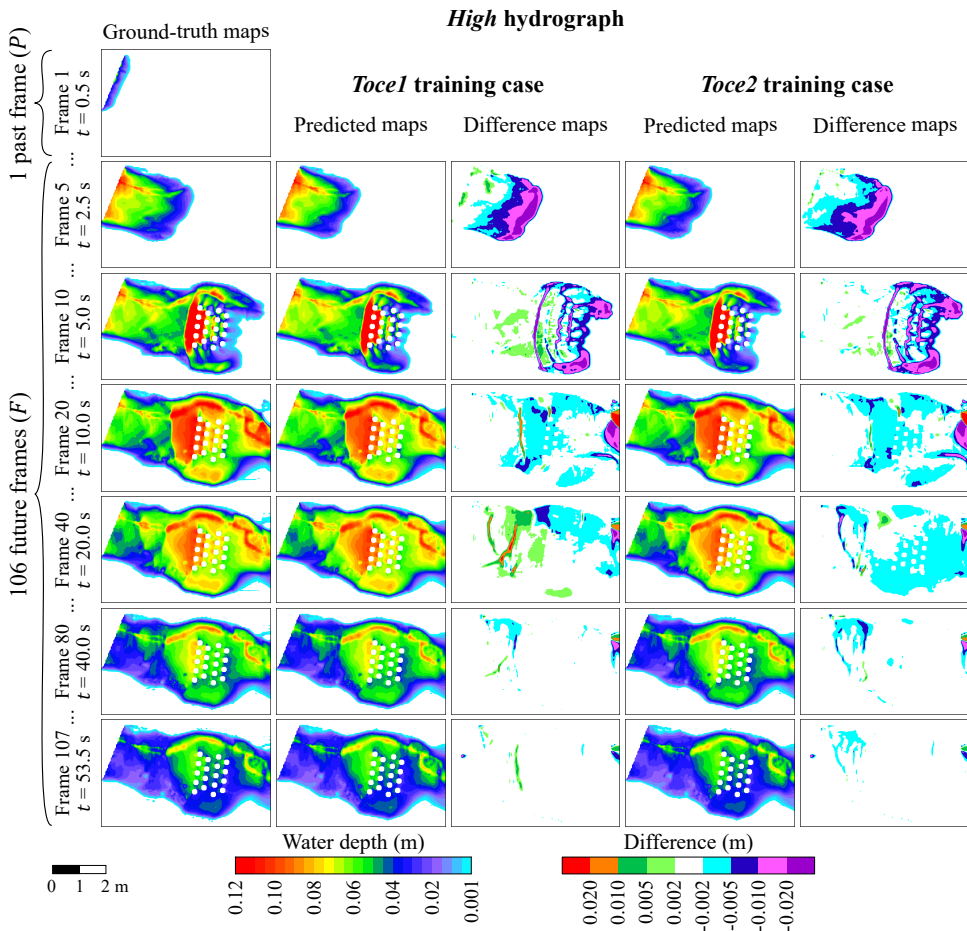 High hydrograph
Ground-truth maps
Toce1 training case
Toce2 training case
Predicted maps
Difference maps
Predicted maps
Difference maps
1 past frame (P)
Frame 1
t = 0.5 s
...
106 future frames (F)
Frame 5
t = 2.5 s
...
Frame 10
t = 5.0 s
...
Frame 20
t = 10.0 s
...
Frame 40
t = 20.0 s
...
Frame 80
t = 40.0 s
...
Frame 107
t = 53.5 s
0 1 2 m
Water depth (m)
0.12 0.10 0.08 0.06 0.04 0.02 0.001
Difference (m)
0.020 0.010 0.005 0.002 -0.002 -0.005 -0.010 -0.020